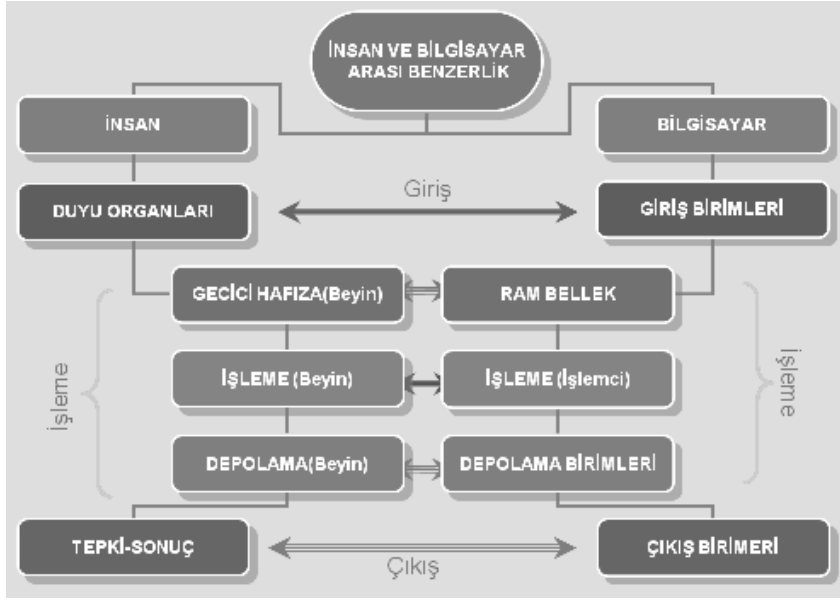 İNSAN VE BİLGİSAYAR
ARASI BENZERLİK
İNSAN
BİLGİSAYAR
DUYU ORGANLARI
Giriş
GİRİŞ BİRİMLERİ
GECİCİ HAFIZA(Beyin)
RAM BELLEK
İşleme
İŞLEME (Beyin)
İŞLEME (İşlemci)
İşleme
DEPOLAMA(Beyin)
DEPOLAMA BİRİMLERİ
TEPKİ-SONUÇ
Çıkış
ÇIKIŞ BİRİMERİ